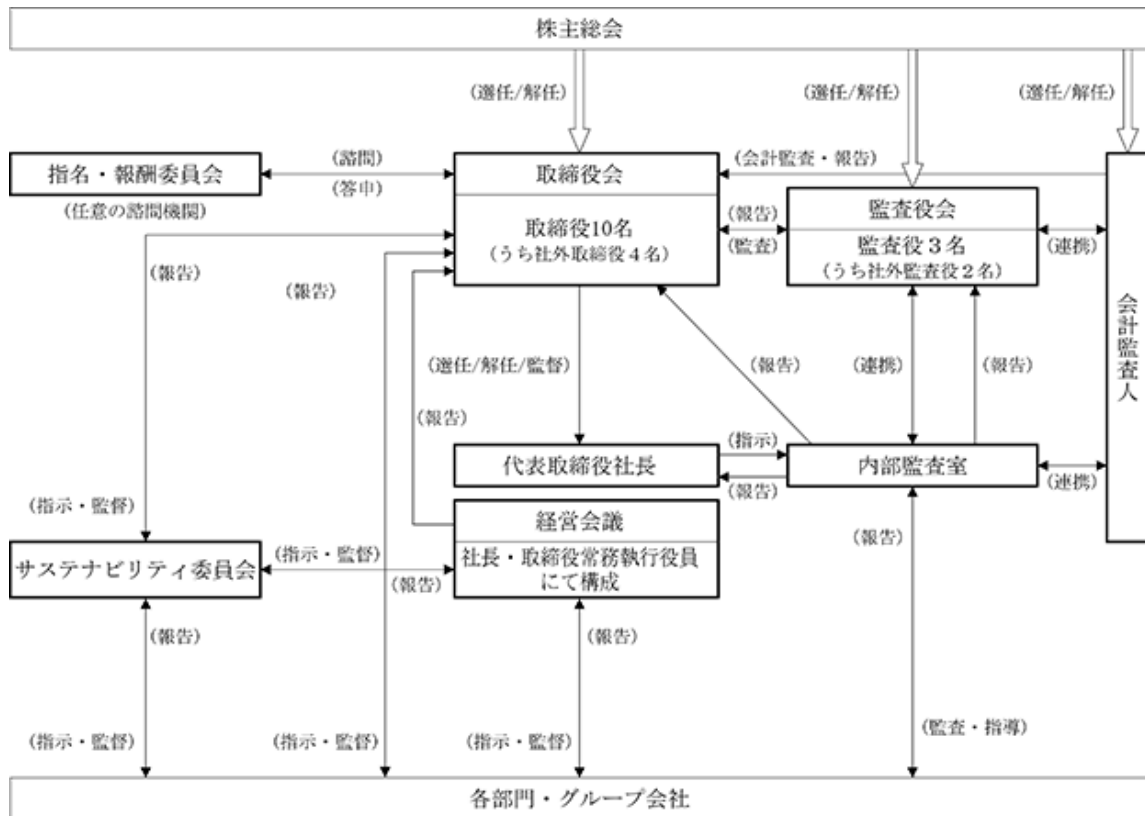 株主総会
(選任/解任)
(選任/解任)
(選任/解任)
指名・報酬委員会
(任意の諮問機関)
(諮問)
(答申)
取締役会
取締役10名
(うち社外取締役4名)
(会計監査・報告)
(報告)
(監査)
監査役会
監査役3名
(うち社外監査役2名)
(連携)
会計監査人
(報告)
(報告)
(選任/解任/監督)
(報告)
(報告)
(連携)
(報告)
代表取締役社長
(指示)
(報告)
内部監査室
(連携)
(指示・監督)
サステナビリティ委員会
(指示・監督)
(報告)
経営会議
社長・取締役常務執行役員
にて構成
(報告)
(報告)
(報告)
(指示・監督)
(指示・監督)
(指示・監督)
(監査・指導)
各部門・グループ会社